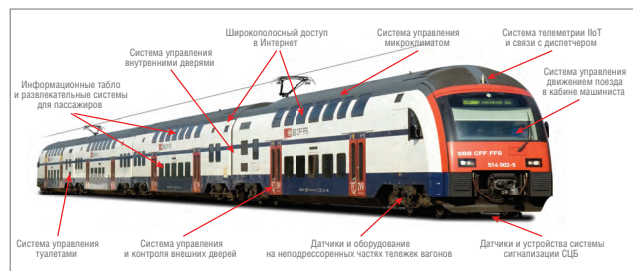 Широкополосный доступ
в Интернет
Система управления
микроклиматом
Система телеметрии IIoT
и связи с диспетчером
Система управления
внутренними дверями
Информационные табло
и развлекательные системы
для пассажиров
Система управления
движением поезда
в кабине машиниста
SBB CFF FFS
514 002-5
Система управления
туалетами
Система управления
и контроля внешних дверей
Датчики и оборудование
на неподрессоренных частях тележек вагонов
Датчики и устройства системы
сигнализации СЦБ